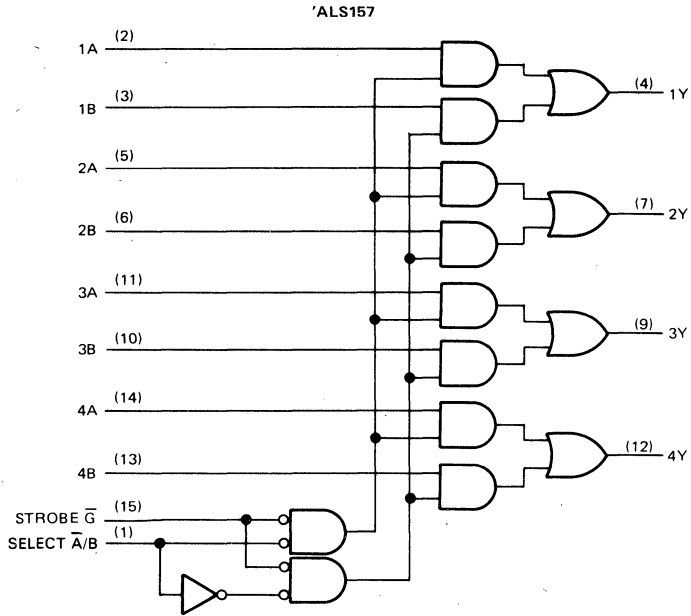 'ALS157
1A (2)
(4) 1Y
1B (3)
2A (5)
(7) 2Y
2B (6)
3A (11)
(9) 3Y
3B (10)
4A (14)
(12) 4Y
4B (13)
STROBE G̅ (15)
SELECT A̅/B (1)